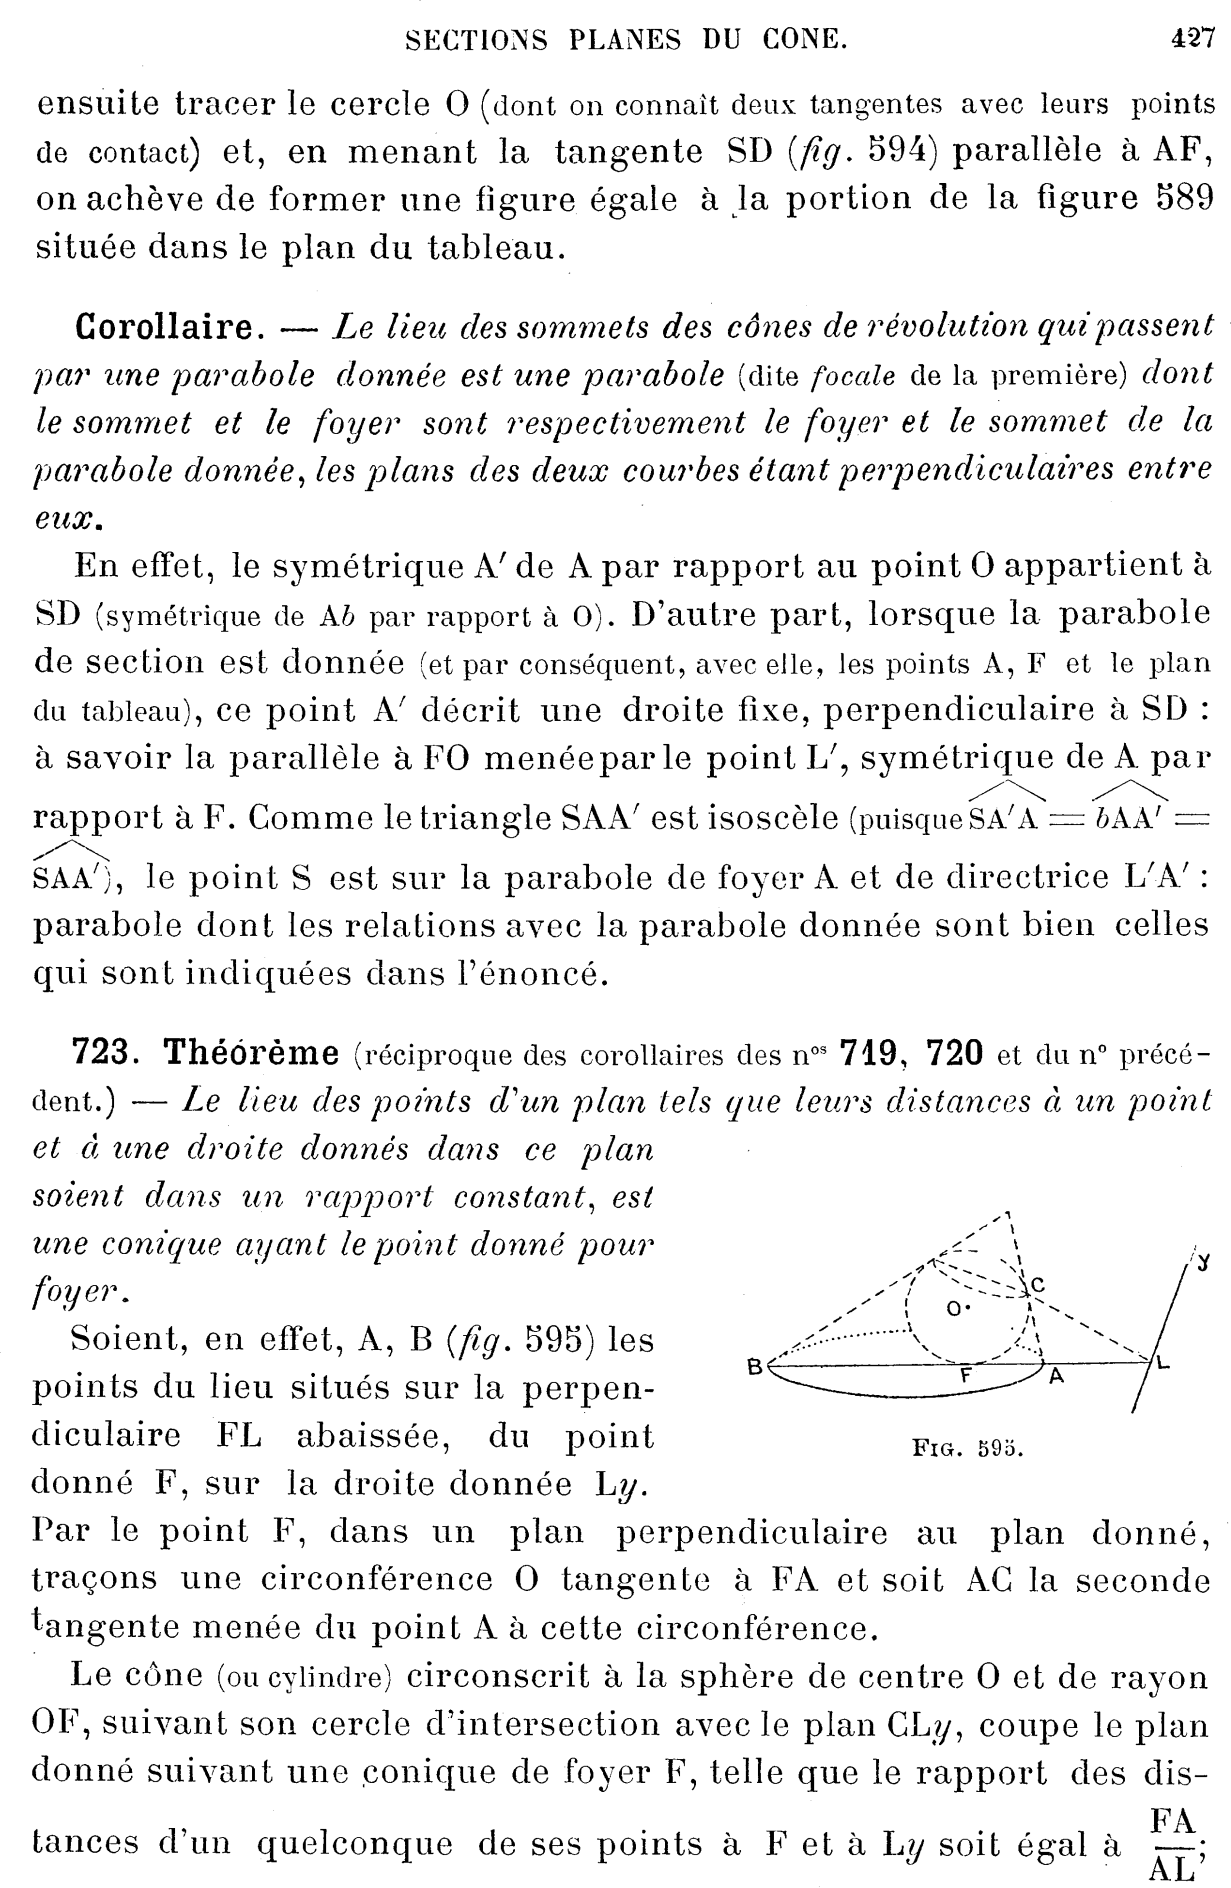 SECTIONS PLANES DU CONE. 427
ensuite tracer le cercle O (dont on connaît deux tangentes avec leurs points
de contact) et, en menant la tangente SD (fig. 594) parallèle à AF,
on achève de former une figure égale à la portion de la figure 589
située dans le plan du tableau.
Corollaire. — Le lieu des sommets des cônes de révolution qui passent
par une parabole donnée est une parabole (dite focale de la première) dont
le sommet et le foyer sont respectivement le foyer et le sommet de la
parabole donnée, les plans des deux courbes étant perpendiculaires entre
eux.
En effet, le symétrique A′ de A par rapport au point O appartient à
SD (symétrique de Ab par rapport à O). D'autre part, lorsque la parabole
de section est donnée (et par conséquent, avec elle, les points A, F et le plan
du tableau), ce point A′ décrit une droite fixe, perpendiculaire à SD :
à savoir la parallèle à FO menée par le point L′, symétrique de A par
rapport à F. Comme le triangle SAA′ est isoscèle (puisque SA′A = bAA′ =
SAA′), le point S est sur la parabole de foyer A et de directrice L′A′ :
parabole dont les relations avec la parabole donnée sont bien celles
qui sont indiquées dans l'énoncé.
723. Théorème (réciproque des corollaires des nos 719, 720 et du n° précé-
dent.) — Le lieu des points d'un plan tels que leurs distances à un point
et à une droite donnés dans ce plan
soient dans un rapport constant, est
une conique ayant le point donné pour
foyer.
Soient, en effet, A, B (fig. 595) les
points du lieu situés sur la perpen-
diculaire FL abaissée, du point
donné F, sur la droite donnée Ly.
y
C
O
B
F
A
L
FIG. 595.
Par le point F, dans un plan perpendiculaire au plan donné,
traçons une circonférence O tangente à FA et soit AC la seconde
tangente menée du point A à cette circonférence.
Le cône (ou cylindre) circonscrit à la sphère de centre O et de rayon
OF, suivant son cercle d'intersection avec le plan CLy, coupe le plan
donné suivant une conique de foyer F, telle que le rapport des dis-
tances d'un quelconque de ses points à F et à Ly soit égal à FA/AL;